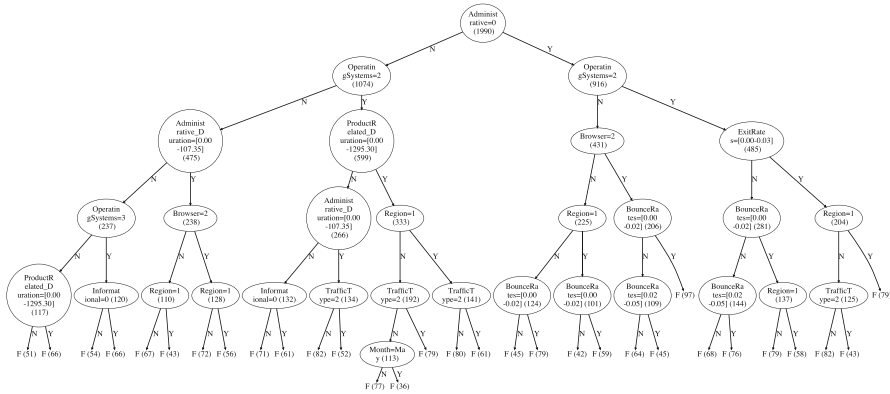 Administ
rative=0
(1990)
N
Y
Operatin
gSystems=2
(1074)
Operatin
gSystems=2
(916)
N
Y
N
Y
Administ
rative_D
uration=[0.00
-107.35]
(475)
ProductR
elated_D
uration=[0.00
-1295.30]
(599)
Browser=2
(431)
ExitRate
s=[0.00-0.03]
(485)
N
Y
N
Y
N
Y
N
Y
Operatin
gSystems=3
(237)
Browser=2
(238)
Administ
rative_D
uration=[0.00
-107.35]
(266)
Region=1
(333)
Region=1
(225)
BounceRa
tes=[0.00
-0.02] (206)
BounceRa
tes=[0.00
-0.02] (281)
Region=1
(204)
N
Y
N
Y
N
Y
N
Y
N
Y
N
Y
N
Y
N
Y
ProductR
elated_D
uration=[0.00
-1295.30]
(117)
Informat
ional=0 (120)
Region=1
(110)
Region=1
(128)
Informat
ional=0 (132)
TrafficT
ype=2 (134)
TrafficT
ype=2 (192)
TrafficT
ype=2 (141)
BounceRa
tes=[0.00
-0.02] (124)
BounceRa
tes=[0.00
-0.02] (101)
BounceRa
tes=[0.02
-0.05] (109)
F (97)
BounceRa
tes=[0.02
-0.05] (144)
Region=1
(137)
TrafficT
ype=2 (125)
F (79)
N
Y
N
Y
N
Y
N
Y
N
Y
N
Y
N
Y
N
Y
N
Y
N
Y
N
Y
N
Y
N
Y
N
Y
F (51)
F (66)
F (54)
F (66)
F (67)
F (43)
F (72)
F (56)
F (71)
F (61)
F (82)
F (52)
Month=Ma
y (113)
F (79)
F (80)
F (61)
F (45)
F (79)
F (42)
F (59)
F (64)
F (45)
F (68)
F (76)
F (79)
F (58)
F (82)
F (43)
N
Y
F (77)
F (36)